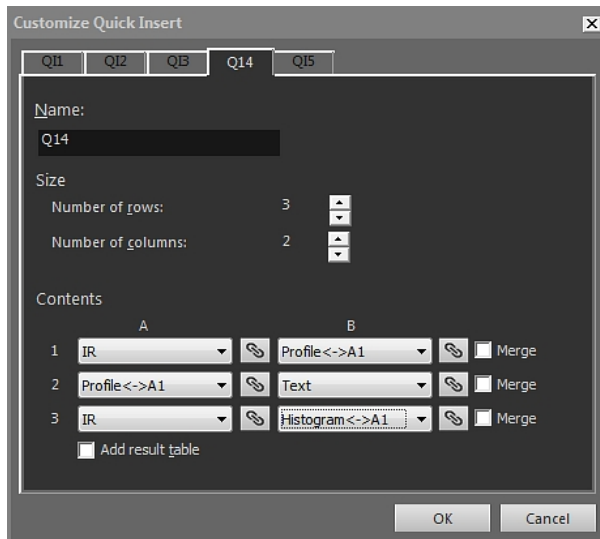 Customize Quick Insert
QI1 QI2 QI3 Q14 QI5
Name:
Q14
Size
Number of rows: 3
Number of columns: 2
Contents
A B
1 IR Profile<->A1 Merge
2 Profile<->A1 Text Merge
3 IR Histogram<->A1 Merge
Add result table
OK Cancel